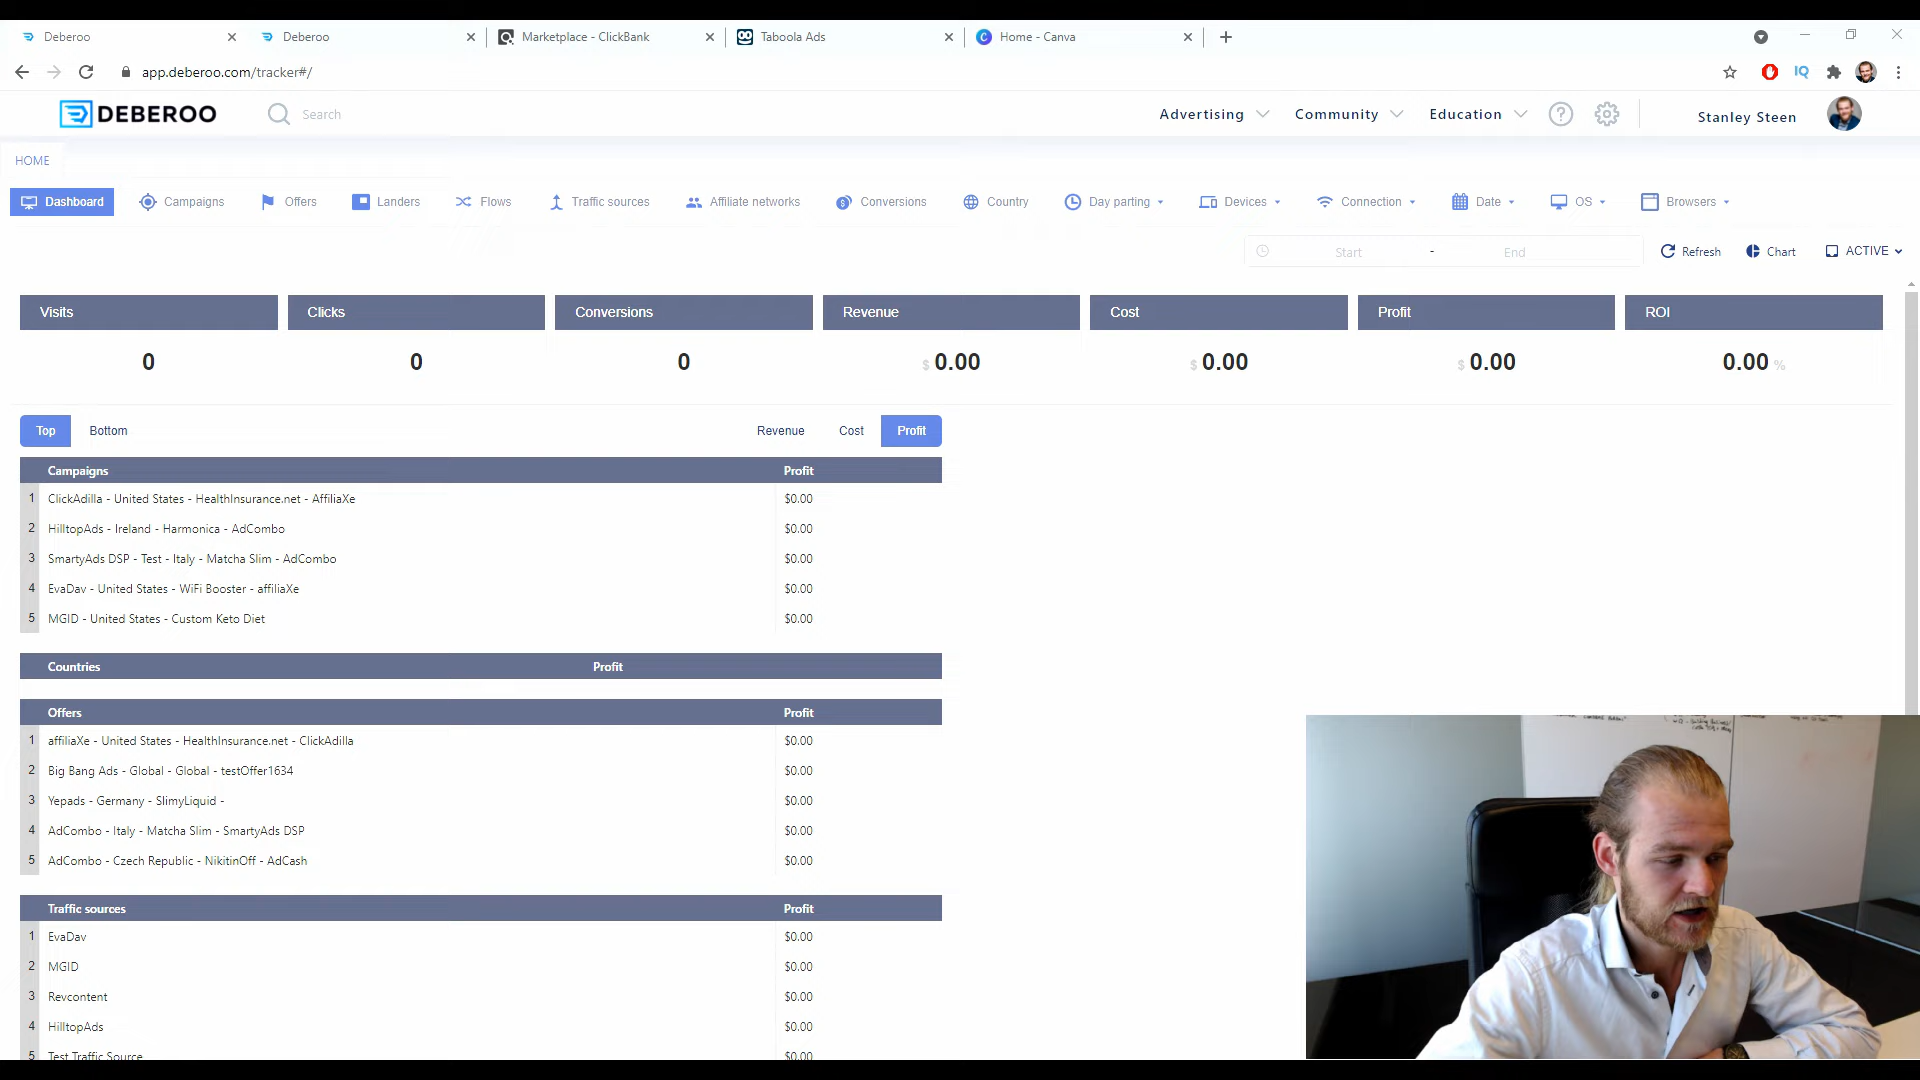 Deberoo
Deberoo
Marketplace - ClickBank
Taboola Ads
Home - Canva
app.deberoo.com/tracker#/
IQ
DEBEROO
Search
Advertising
Community
Education
Stanley Steen
HOME
Dashboard
Campaigns
Offers
Landers
Flows
Traffic sources
Affiliate networks
Conversions
Country
Day parting
Devices
Connection
Date
OS
Browsers
Start - End
Refresh
Chart
ACTIVE
Visits Clicks Conversions Revenue Cost Profit ROI
0 0 0 $ 0.00 $ 0.00 $ 0.00 0.00 %
Top Bottom Revenue Cost Profit
Campaigns Profit
1 ClickAdilla - United States - HealthInsurance.net - AffiliaXe $0.00
2 HilltopAds - Ireland - Harmonica - AdCombo $0.00
3 SmartyAds DSP - Test - Italy - Matcha Slim - AdCombo $0.00
4 EvaDav - United States - WiFi Booster - affiliaXe $0.00
5 MGID - United States - Custom Keto Diet $0.00
Countries Profit
Offers Profit
1 affiliaXe - United States - HealthInsurance.net - ClickAdilla $0.00
2 Big Bang Ads - Global - Global - testOffer1634 $0.00
3 Yepads - Germany - SlimyLiquid - $0.00
4 AdCombo - Italy - Matcha Slim - SmartyAds DSP $0.00
5 AdCombo - Czech Republic - NikitinOff - AdCash $0.00
Traffic sources Profit
1 EvaDav $0.00
2 MGID $0.00
3 Revcontent $0.00
4 HilltopAds $0.00
5 Test Traffic Source $0.00